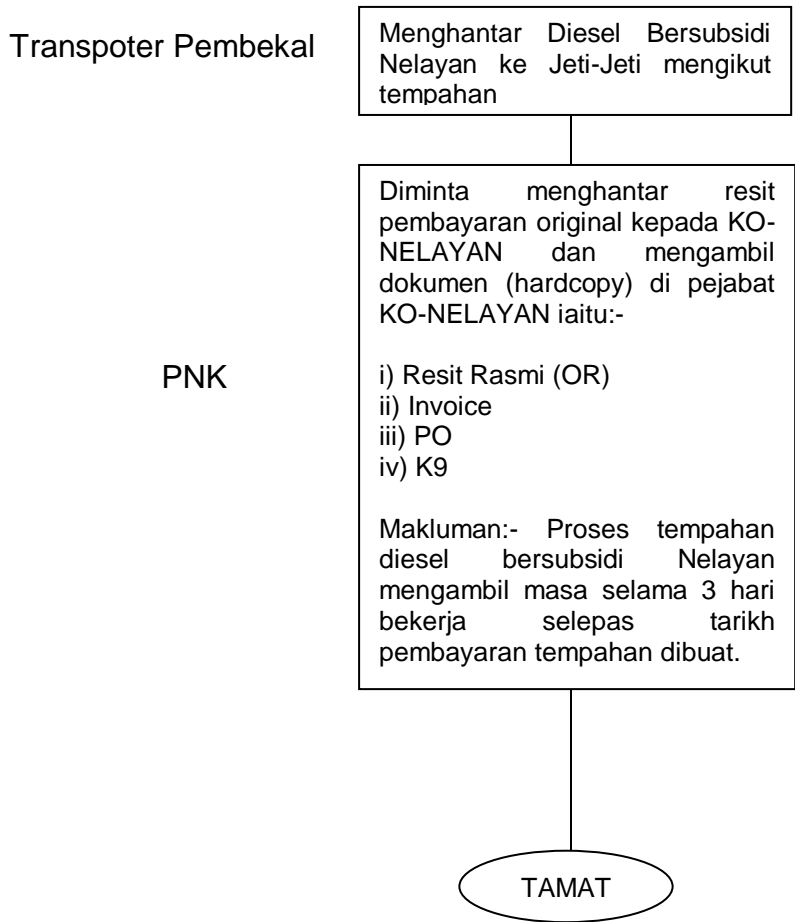 Transpoter Pembekal
Menghantar Diesel Bersubsidi
Nelayan ke Jeti-Jeti mengikut
tempahan
PNK
Diminta menghantar resit
pembayaran original kepada KO-
NELAYAN dan mengambil
dokumen (hardcopy) di pejabat
KO-NELAYAN iaitu:-
i) Resit Rasmi (OR)
ii) Invoice
iii) PO
iv) K9
Makluman:- Proses tempahan
diesel bersubsidi Nelayan
mengambil masa selama 3 hari
bekerja selepas tarikh
pembayaran tempahan dibuat.
TAMAT